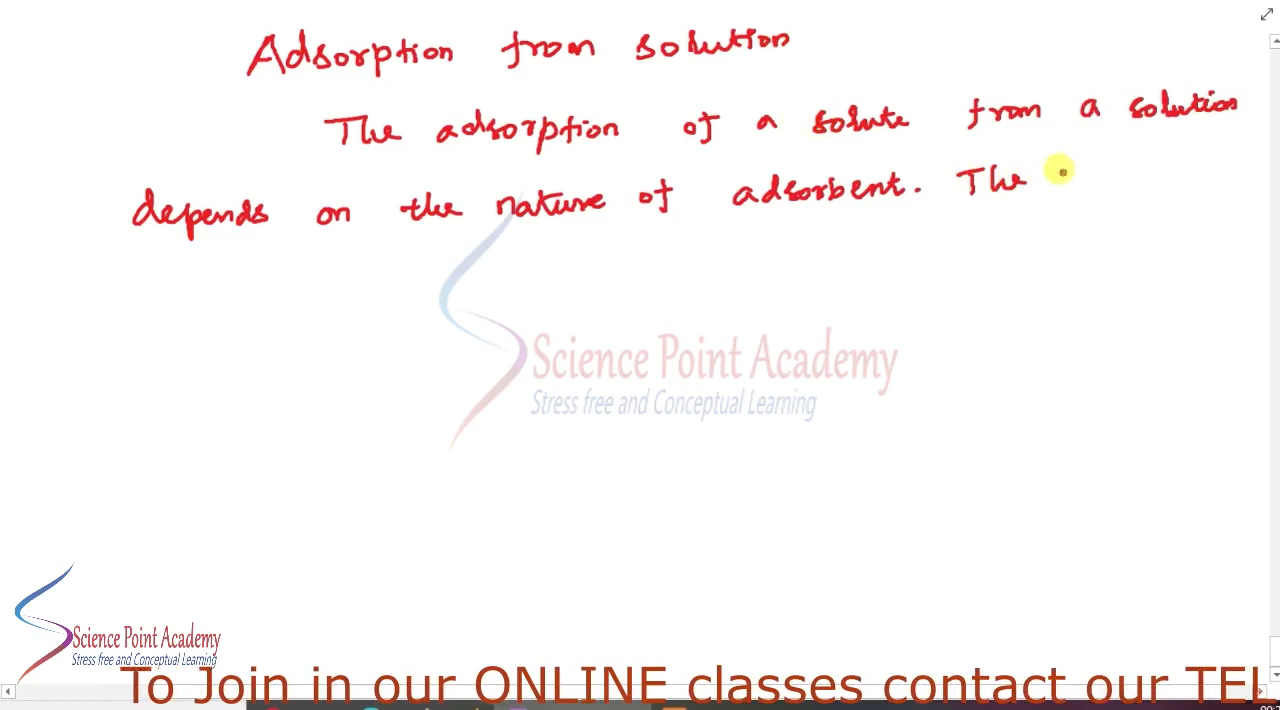 Adsorption from solution
The adsorption of a solute from a solution
depends on the nature of adsorbent. The
Science Point Academy
Stress free and Conceptual Learning
Science Point Academy
Stress free and Conceptual Learning
To Join in our ONLINE classes contact our TEL